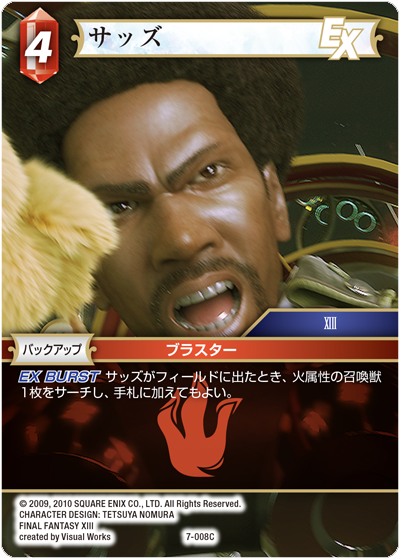 4 サッズ EX
XIII
バックアップ ブラスター
EX BURST サッズがフィールドに出たとき、火属性の召喚獣
1枚をサーチし、手札に加えてもよい。
© 2009, 2010 SQUARE ENIX CO., LTD. All Rights Reserved.
CHARACTER DESIGN: TETSUYA NOMURA
FINAL FANTASY XIII
created by Visual Works 7-008C